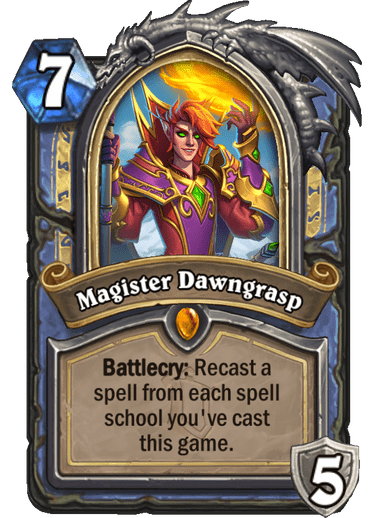 7
Magister Dawngrasp
Battlecry: Recast a
spell from each spell
school you've cast
this game.
5